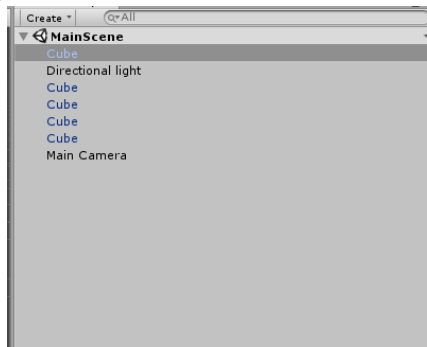 Create All
MainScene
Cube
Directional light
Cube
Cube
Cube
Cube
Main Camera